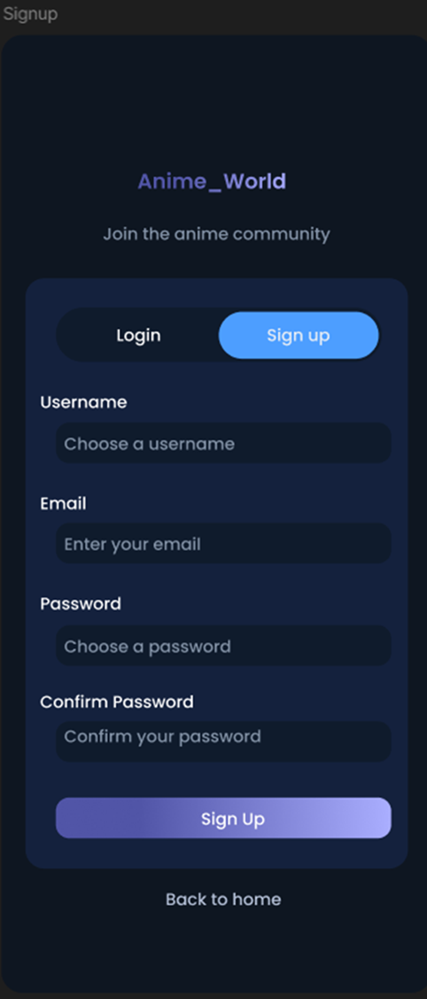 Signup
Anime_World
Join the anime community
Login Sign up
Username
Choose a username
Email
Enter your email
Password
Choose a password
Confirm Password
Confirm your password
Sign Up
Back to home